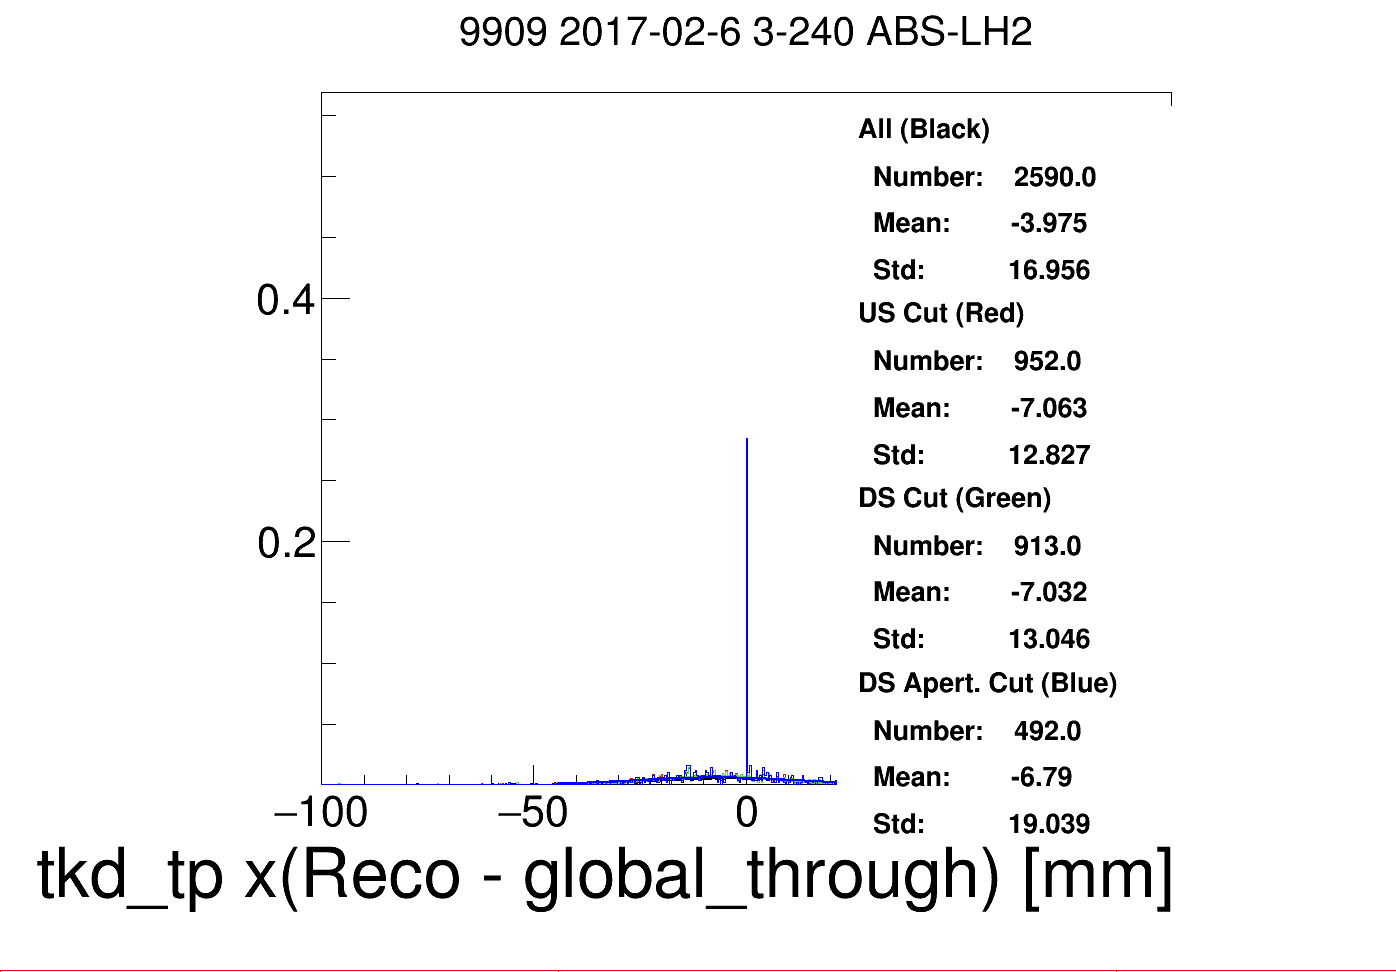 9909 2017-02-6 3-240 ABS-LH2
All (Black)
Number: 2590.0
Mean: -3.975
Std: 16.956
US Cut (Red)
Number: 952.0
Mean: -7.063
Std: 12.827
DS Cut (Green)
Number: 913.0
Mean: -7.032
Std: 13.046
DS Apert. Cut (Blue)
Number: 492.0
Mean: -6.79
Std: 19.039
0.4
0.2
−100 −50 0
tkd_tp x(Reco - global_through) [mm]